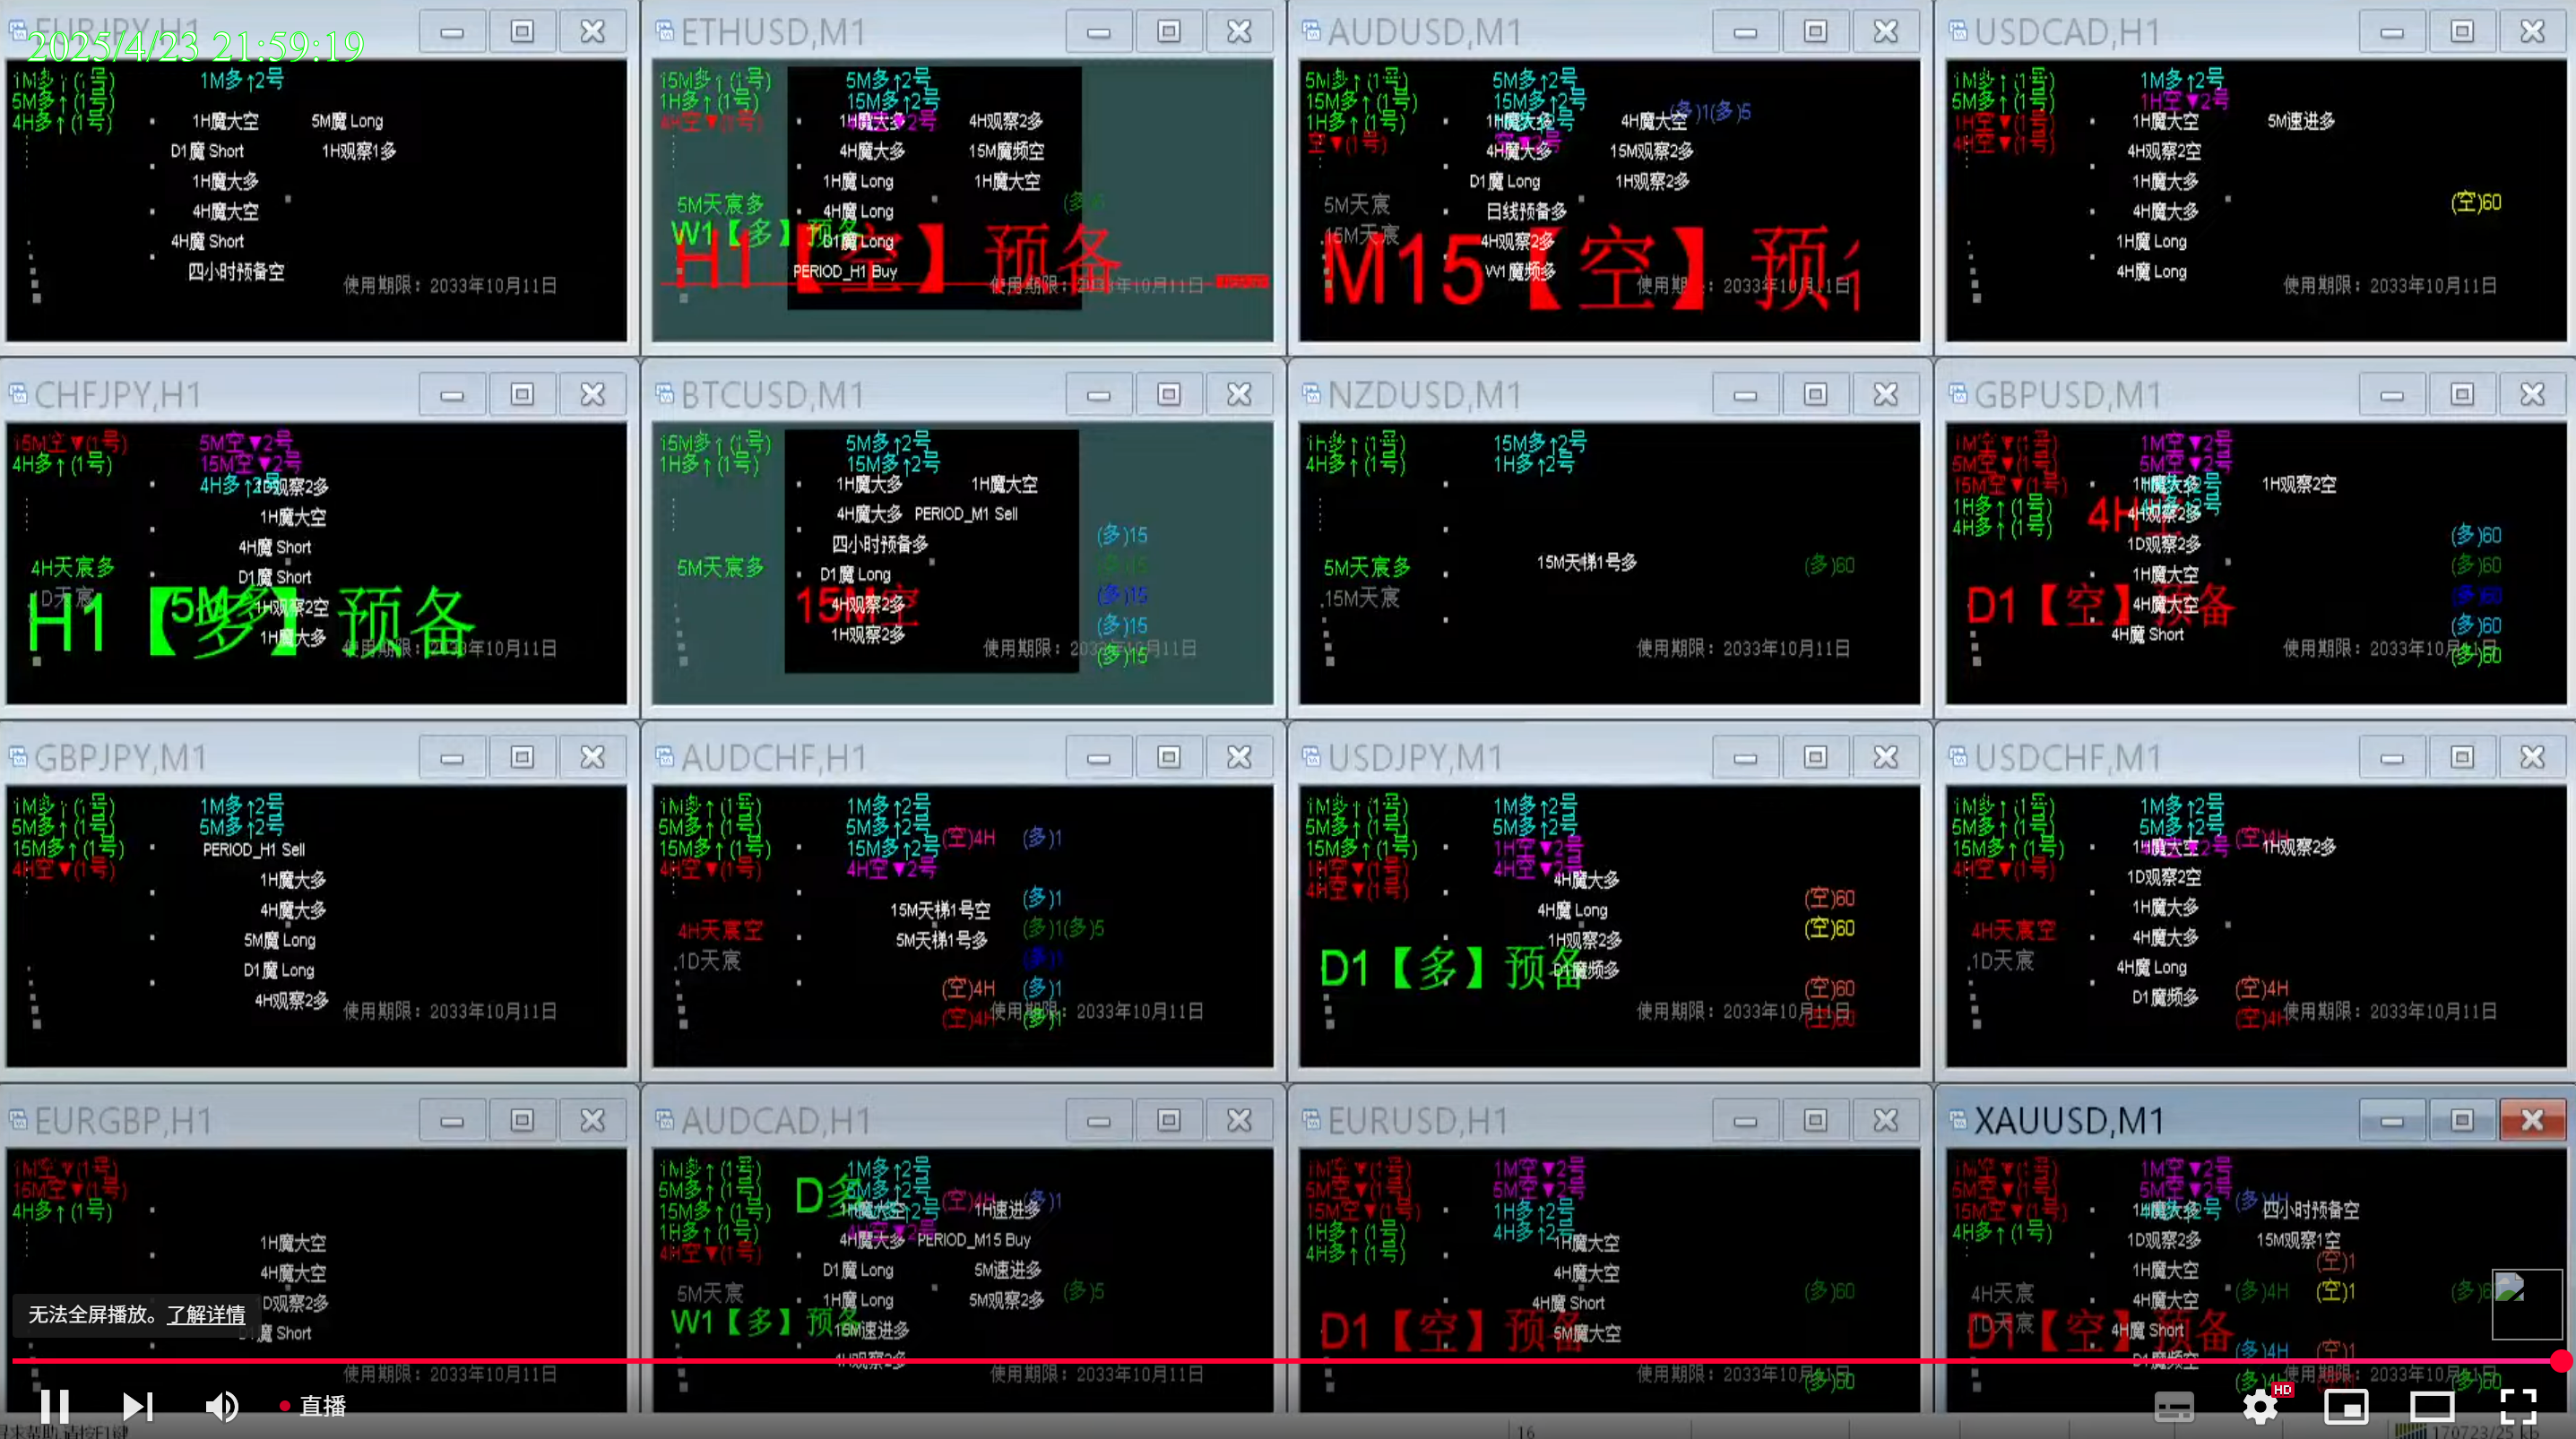 EURJPY,H1
2025/4/23 21:59:19
1M多↑(1号)
1M多↑2号
5M多↑(1号)
4H多↑(1号)
1H魔大空 5M魔 Long
D1魔 Short 1H观察1多
1H魔大多
4H魔大空
4H魔 Short
四小时预备空
使用期限：2033年10月11日
ETHUSD,M1
15M多↑(1号) 5M多↑2号
1H多↑(1号) 15M多↑2号
4H空▼(1号)
1H魔大多 4H观察2多
4H魔大多 15M魔频空
1H魔 Long 1H魔大空
5M天宸多
4H魔 Long
W1【多】预备
D1魔 Long
H1【空】预备
PERIOD_H1 Buy
使用期限：2033年10月11日
AUDUSD,M1
5M多↑(1号) 5M多↑2号
15M多↑(1号) 15M多↑2号
(多)1(多)5
1H多↑(1号)
1H魔大多 4H魔大空
空▼(1号)
4H魔大多 15M观察2多
D1魔 Long 1H观察2多
5M天宸
日线预备多
15M天宸
4H观察2多
M15【空】预
W1魔频多
使用期限：2033年10月11日
USDCAD,H1
1M多↑(1号) 1M多↑2号
5M多↑(1号) 1H空▼2号
1H空▼(1号)
4H空▼(1号)
1H魔大空 5M速进多
4H观察2空
1H魔大多
(空)60
4H魔大多
1H魔 Long
4H魔 Long
使用期限：2033年10月11日
CHFJPY,H1
15M空▼(1号) 5M空▼2号
4H多↑(1号) 15M空▼2号
4H多↑2号
1D观察2多
1H魔大空
4H魔 Short
4H天宸多
D1魔 Short
1D天宸
5M多
1H观察2空
H1【多】预备
1H魔大多
使用期限：2033年10月11日
BTCUSD,M1
15M多↑(1号) 5M多↑2号
1H多↑(1号) 15M多↑2号
1H魔大多 1H魔大空
4H魔大多 PERIOD_M1 Sell
(多)15
四小时预备多
(多)15
5M天宸多
D1魔 Long
(多)15
15M空
4H观察2多
(多)15
1H观察2多
使用期限：2033年10月11日
(多)15
NZDUSD,M1
1H多↑(1号) 15M多↑2号
4H多↑(1号) 1H多↑2号
15M天梯1号多
5M天宸多 (多)60
15M天宸
使用期限：2033年10月11日
GBPUSD,M1
1M空▼(1号) 1M空▼2号
5M空▼(1号) 5M空▼2号
15M空▼(1号)
1H魔大多 1H观察2空
1H多↑(1号)
4H多↑(1号)
4H空
4H观察2多
1D观察2多
(多)60
(多)60
1H魔大空
(多)60
D1【空】预备
4H魔大空
(多)60
4H魔 Short
使用期限：2033年10月11日
(多)60
GBPJPY,M1
1M多↑(1号) 1M多↑2号
5M多↑(1号) 5M多↑2号
15M多↑(1号) PERIOD_H1 Sell
4H空▼(1号)
1H魔大多
4H魔大多
5M魔 Long
D1魔 Long
4H观察2多
使用期限：2033年10月11日
AUDCHF,H1
1M多↑(1号) 1M多↑2号
5M多↑(1号) 5M多↑2号
(空)4H (多)1
15M多↑(1号) 15M多↑2号
4H空▼(1号) 4H空▼2号
(多)1
15M天梯1号空
4H天宸空
(多)1(多)5
5M天梯1号多
1D天宸
(多)1
(空)4H (多)1
(空)4H (多)1
使用期限：2033年10月11日
USDJPY,M1
1M多↑(1号) 1M多↑2号
5M多↑(1号) 5M多↑2号
15M多↑(1号) 1H空▼2号
1H空▼(1号) 4H空▼2号
4H空▼(1号)
4H魔大多
(空)60
4H魔 Long
(空)60
1H观察2多
D1【多】预备
D1魔频多
(空)60
(空)60
使用期限：2033年10月11日
USDCHF,M1
1M多↑(1号) 1M多↑2号
5M多↑(1号) 5M多↑2号
(空)4H
15M多↑(1号)
1H魔大空 1H观察2多
4H空▼(1号)
1D观察2空
1H魔大多
4H天宸空
4H魔大多
1D天宸
4H魔 Long
(空)4H
D1魔频多
(空)4H
使用期限：2033年10月11日
EURGBP,H1
1M空▼(1号)
15M空▼(1号)
4H多↑(1号)
1H魔大空
4H魔大空
1D观察2多
D1魔 Short
使用期限：2033年10月11日
AUDCAD,H1
1M多↑(1号) 1M多↑2号
5M多↑(1号) 5M多↑2号
D多
(空)4H (多)1
15M多↑(1号)
1H魔大空 1H速进多
1H多↑(1号)
4H魔大多 PERIOD_M15 Buy
4H空▼(1号)
D1魔 Long 5M速进多
5M天宸 (多)5
1H魔 Long 5M观察2多
W1【多】预备
15M速进多
4H观察2多
使用期限：2033年10月11日
EURUSD,H1
1M空▼(1号) 1M空▼2号
5M空▼(1号) 5M空▼2号
15M空▼(1号) 1H多↑2号
1H多↑(1号) 4H多↑2号
4H多↑(1号)
1H魔大空
4H魔大空
(多)60
4H魔 Short
D1【空】预备
5M魔大空
使用期限：2033年10月11日
(多)60
XAUUSD,M1
1M空▼(1号) 1M空▼2号
5M空▼(1号) 5M空▼2号
(多)4H
15M空▼(1号)
1H魔大多 四小时预备空
4H多↑(1号)
1D观察2多 15M观察1空
(空)1
1H魔大空
4H天宸 (多)4H (空)1
4H魔大空
1D天宸
D1【空】预备
4H魔 Short
(多)4H (空)1
D1魔频空
使用期限：2033年10月11日
(多)60
无法全屏播放。了解详情
直播
HD
16
170723/25 kb